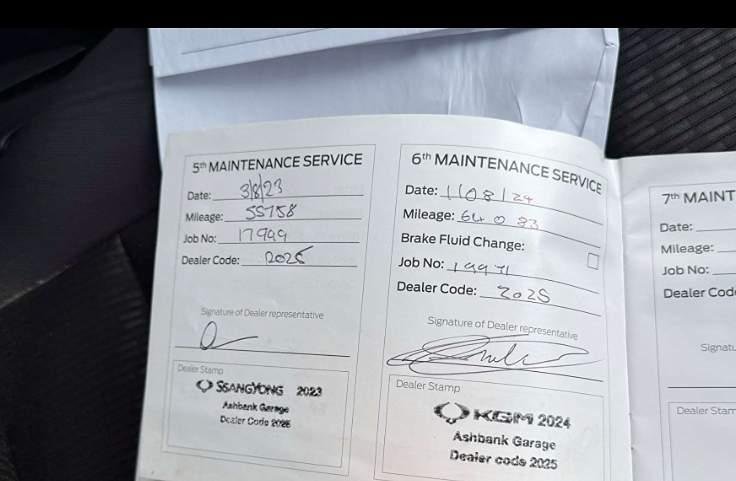 5th MAINTENANCE SERVICE
Date: 3/8/23
Mileage: 55758
Job No: 17999
Dealer Code: 2025
Signature of Dealer representative
Dealer Stamp
SSANGYONG 2023
Ashbank Garage
Dealer Code 2025
6th MAINTENANCE SERVICE
Date: 1/08/24
Mileage: 64083
Brake Fluid Change:
Job No: 19971
Dealer Code: 2025
Signature of Dealer representative
Dealer Stamp
KGM 2024
Ashbank Garage
Dealer code 2025
7th MAINT
Date:
Mileage:
Job No:
Dealer Code
Signatu
Dealer Stam